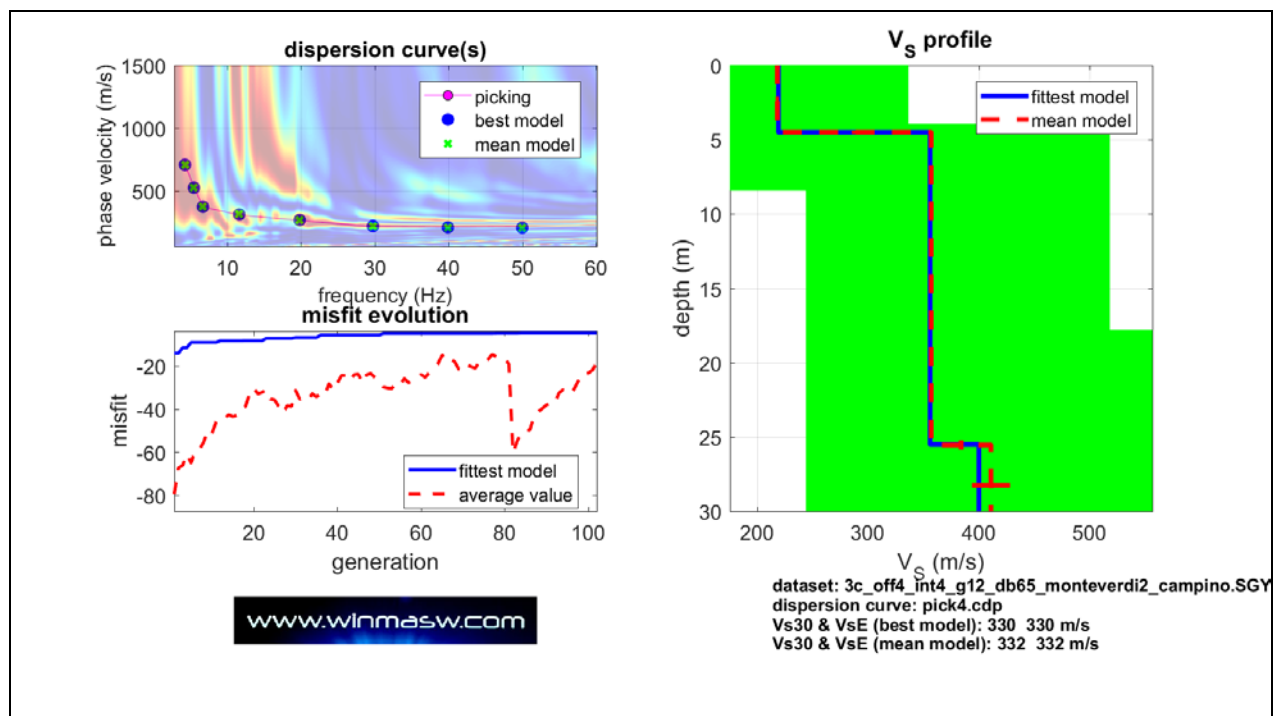 dispersion curve(s)
1500
1000
500
phase velocity (m/s)
picking
best model
mean model
10
20
30
40
50
60
frequency (Hz)
misfit evolution
-20
-40
-60
-80
misfit
fittest model
average value
20
40
60
80
100
generation
www.winmasw.com
VS profile
0
5
10
15
20
25
30
depth (m)
fittest model
mean model
200
300
400
500
VS (m/s)
dataset: 3c_off4_int4_g12_db65_monteverdi2_campino.SGY
dispersion curve: pick4.cdp
Vs30 & VsE (best model): 330 330 m/s
Vs30 & VsE (mean model): 332 332 m/s